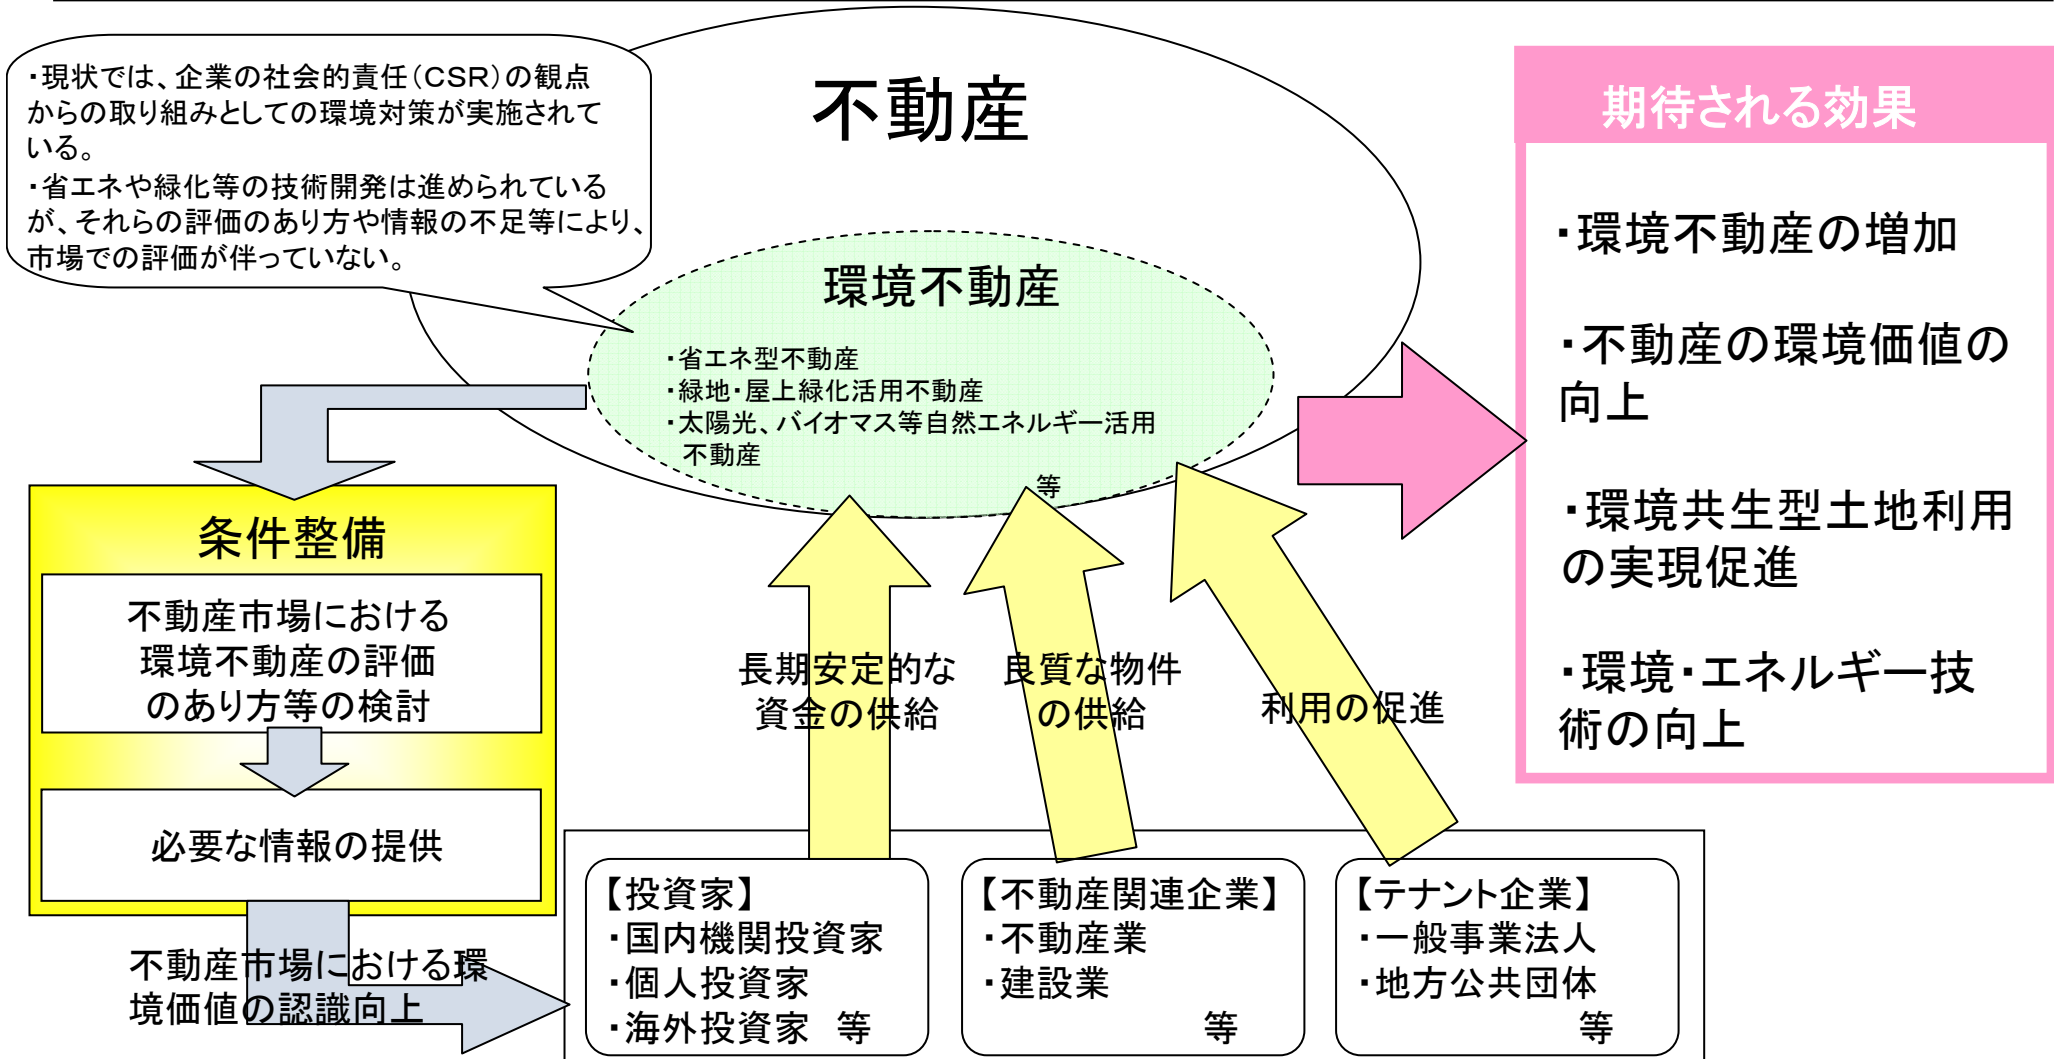 ・現状では、企業の社会的責任(CSR)の観点
からの取り組みとしての環境対策が実施されて
いる。
・省エネや緑化等の技術開発は進められている
が、それらの評価のあり方や情報の不足等により、
市場での評価が伴っていない。
不動産
環境不動産
・省エネ型不動産
・緑地・屋上緑化活用不動産
・太陽光、バイオマス等自然エネルギー活用
不動産
等
期待される効果
・環境不動産の増加
・不動産の環境価値の
向上
・環境共生型土地利用
の実現促進
・環境・エネルギー技
術の向上
条件整備
不動産市場における
環境不動産の評価
のあり方等の検討
必要な情報の提供
不動産市場における環
境価値の認識向上
長期安定的な
資金の供給
良質な物件
の供給
利用の促進
【投資家】
・国内機関投資家
・個人投資家
・海外投資家 等
【不動産関連企業】
・不動産業
・建設業
等
【テナント企業】
・一般事業法人
・地方公共団体
等